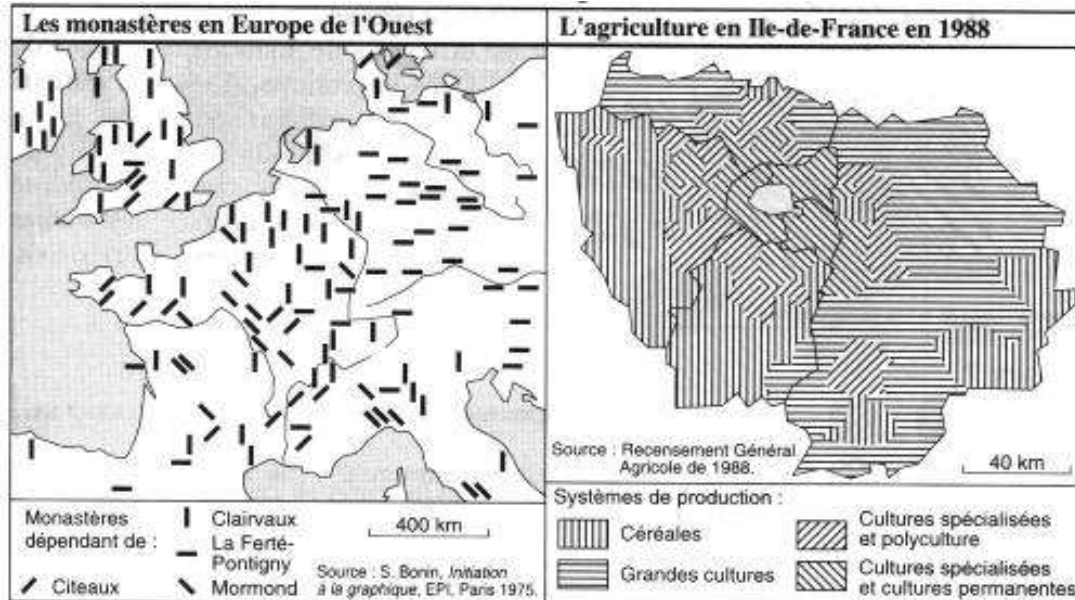 Les monastères en Europe de l'Ouest
Monastères
dépendant de :
Citeaux
Clairvaux
La Ferté-
Pontigny
Mormond
400 km
Source : S. Bonin, Initiation
à la graphique, EPI, Paris 1975.
L'agriculture en Ile-de-France en 1988
Source : Recensement Général
Agricole de 1988.
40 km
Systèmes de production :
Céréales
Grandes cultures
Cultures spécialisées
et polyculture
Cultures spécialisées
et cultures permanentes